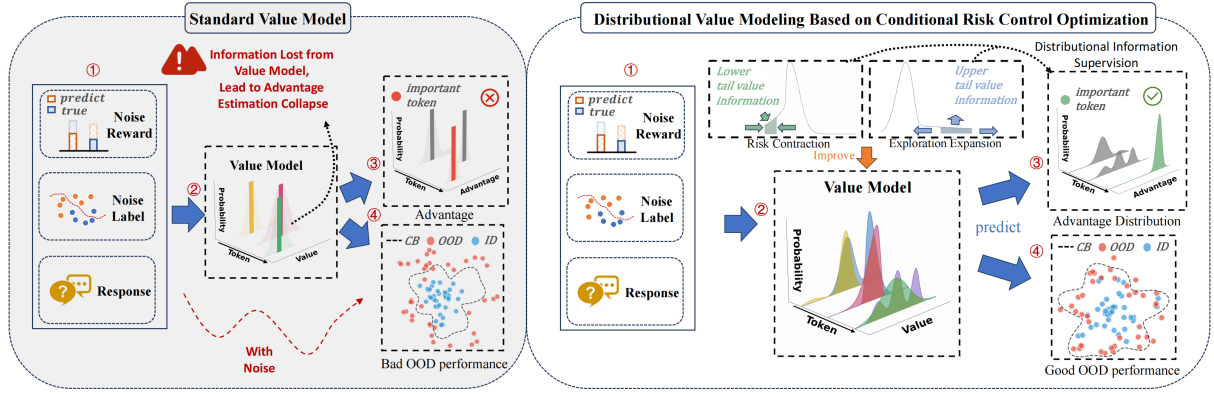 Standard Value Model
①
Information Lost from
Value Model,
Lead to Advantage
Estimation Collapse
predict
true
Noise
Reward
Noise
Label
?
Response
②
Value Model
Probability
Token
Value
③
④
important
token
Probability
Token
Advantage
Advantage
CB OOD ID
Bad OOD performance
With
Noise
Distributional Value Modeling Based on Conditional Risk Control Optimization
①
predict
true
Noise
Reward
Noise
Label
?
Response
Lower
tail value
information
Risk Contraction
Upper
tail value
information
Exploration Expansion
Improve
②
Value Model
Probability
Token
Value
predict
Distributional Information
Supervision
③
important
token
Probability
Token
Advantage
Advantage Distribution
④
CB OOD ID
Good OOD performance